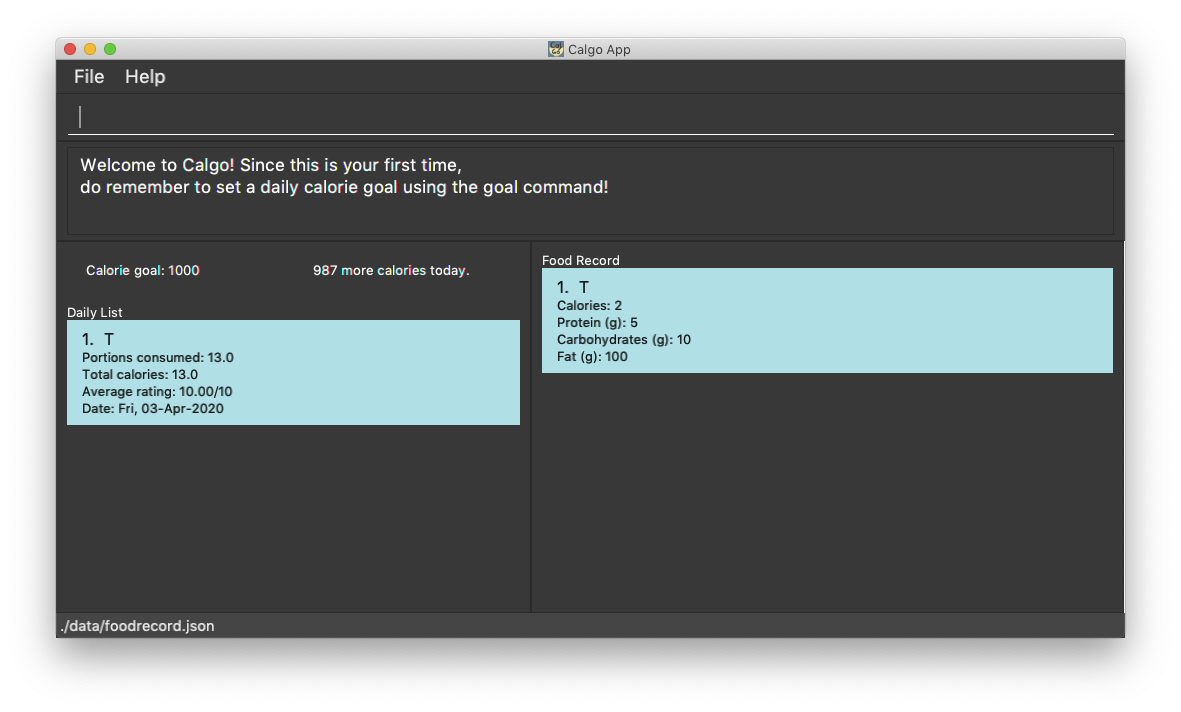 Calgo App
File Help
Welcome to Calgo! Since this is your first time,
do remember to set a daily calorie goal using the goal command!
Calorie goal: 1000 987 more calories today.
Daily List
1. T
Portions consumed: 13.0
Total calories: 13.0
Average rating: 10.00/10
Date: Fri, 03-Apr-2020
Food Record
1. T
Calories: 2
Protein (g): 5
Carbohydrates (g): 10
Fat (g): 100
./data/foodrecord.json